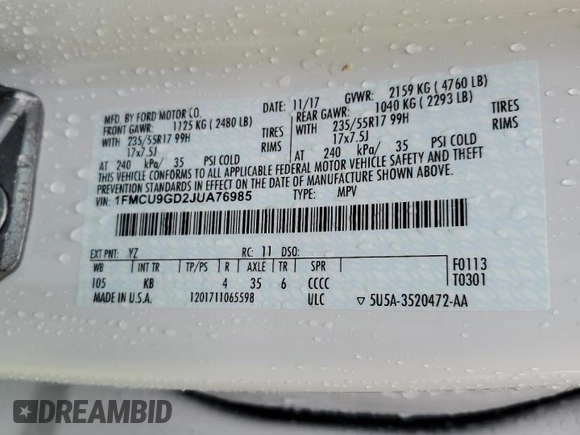 MFD. BY FORD MOTOR CO. DATE: 11/17 GVWR: 2159 KG ( 4760 LB)
FRONT GAWR: 1125 KG ( 2480 LB) REAR GAWR: 1040 KG ( 2293 LB)
WITH 235/55R17 99H TIRES WITH 235/55R17 99H TIRES
17x7.5J RIMS 17x7.5J RIMS
AT 240 kPa/ 35 PSI COLD AT 240 kPa/ 35 PSI COLD
THIS VEHICLE CONFORMS TO ALL APPLICABLE FEDERAL MOTOR VEHICLE SAFETY AND THEFT
PREVENTION STANDARDS IN EFFECT ON THE DATE OF MANUFACTURE SHOWN ABOVE.
VIN: 1FMCU9GD2JUA76985 TYPE: MPV
EXT PNT: YZ RC: 11 DSO:
WB INT TR TP/PS R AXLE TR SPR F0113
105 KB 4 35 6 CCCC T0301
MADE IN U.S.A. 1201711065598 ULC ▽ 5U5A-3520472-AA
DREAMBID